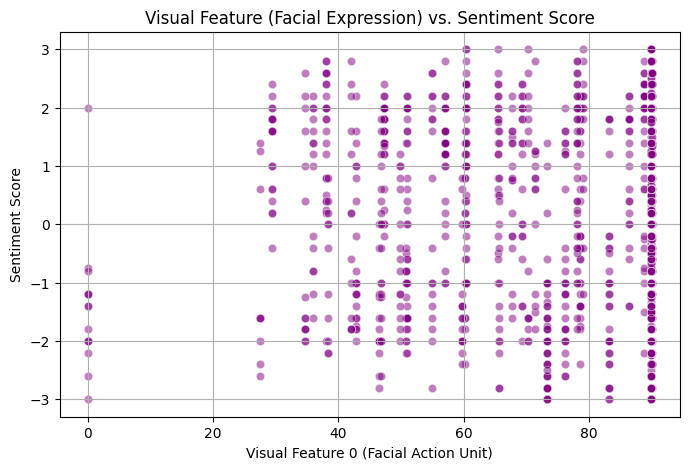 Visual Feature (Facial Expression) vs. Sentiment Score
3
2
1
0
−1
−2
−3
Sentiment Score
0 20 40 60 80
Visual Feature 0 (Facial Action Unit)